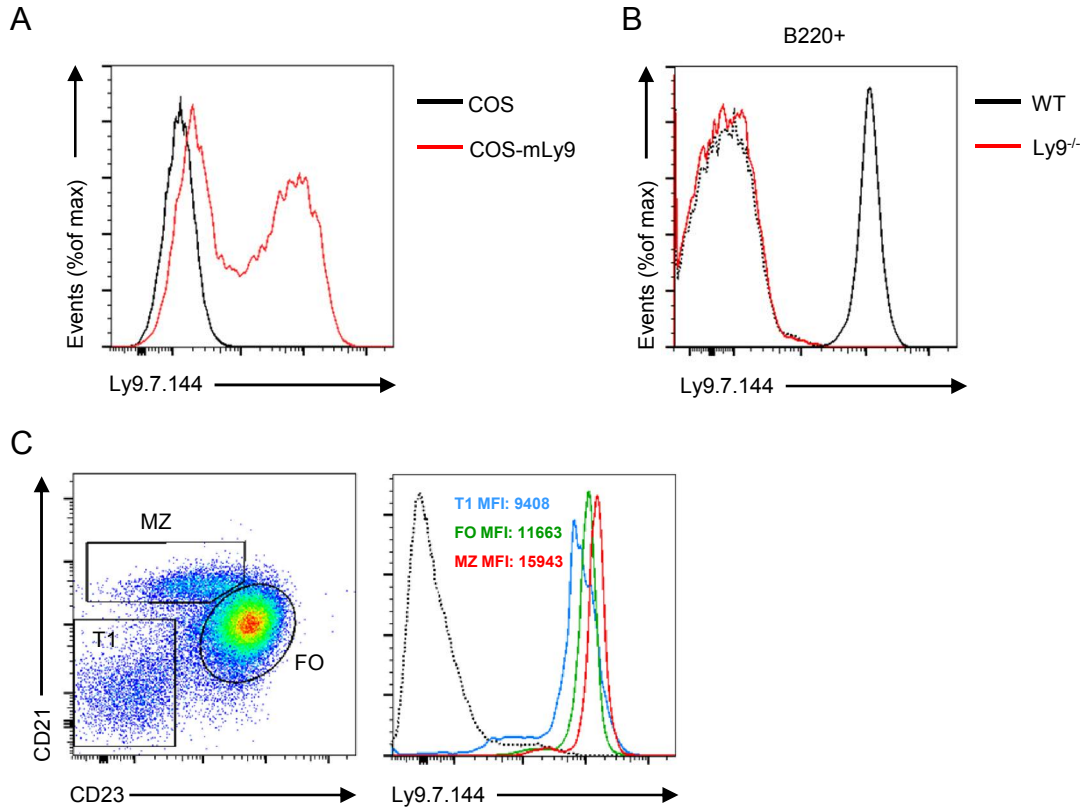 A
Events (%of max)
Ly9.7.144
COS
COS-mLy9
B
B220+
Events (%of max)
Ly9.7.144
WT
Ly9-/-
C
CD21
MZ
T1
FO
CD23
T1 MFI: 9408
FO MFI: 11663
MZ MFI: 15943
Ly9.7.144